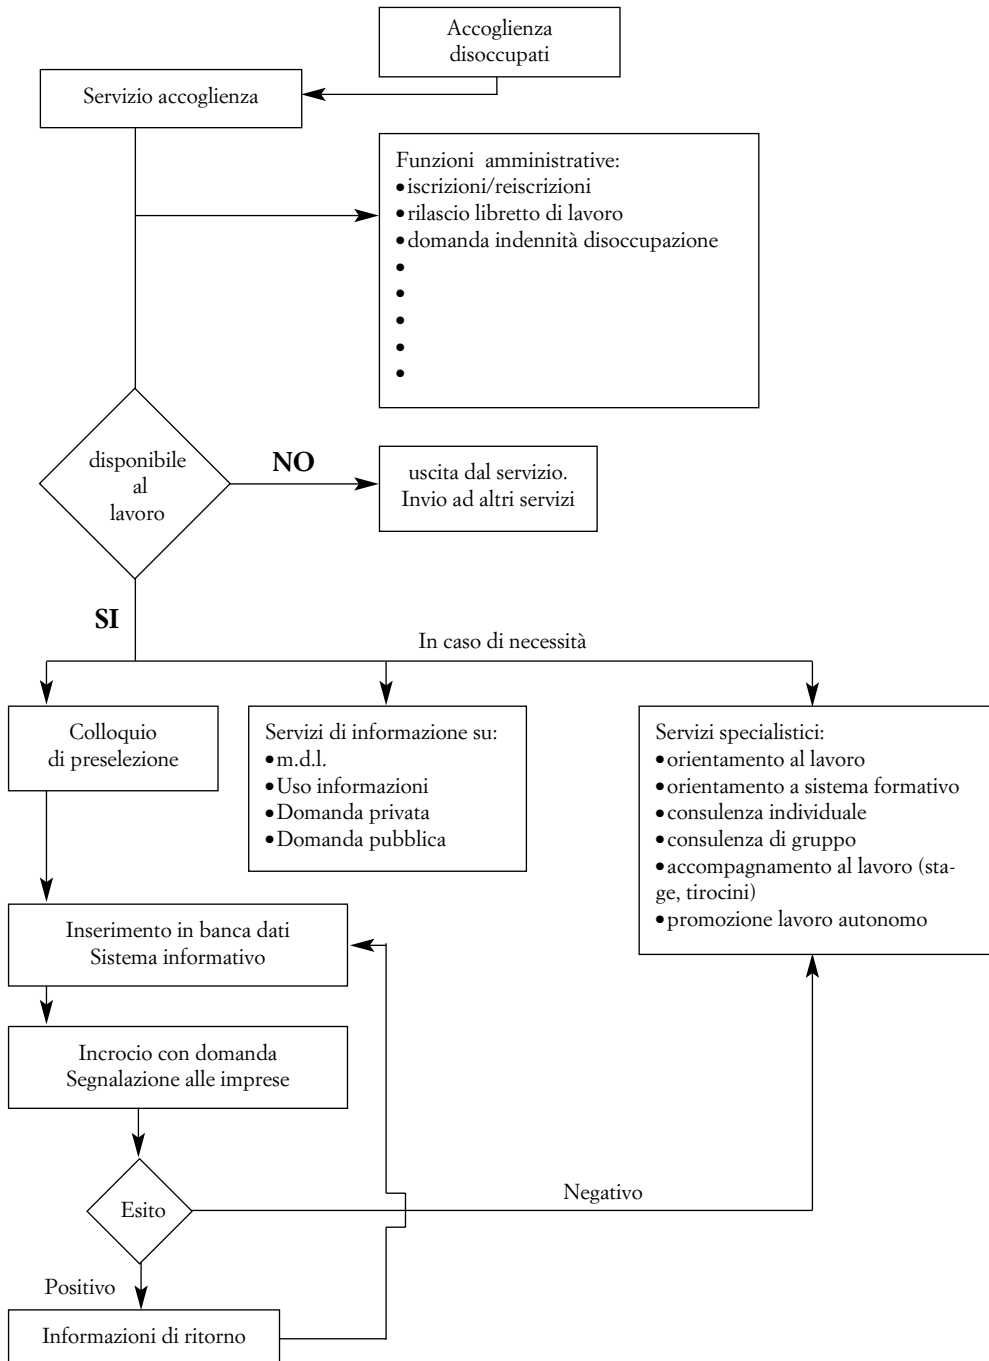 Accoglienza
disoccupati
Servizio accoglienza
Funzioni amministrative:
•iscrizioni/reiscrizioni
•rilascio libretto di lavoro
•domanda indennità disoccupazione
•
•
•
•
•
disponibile
al
lavoro
NO
uscita dal servizio.
Invio ad altri servizi
SI
In caso di necessità
Colloquio
di preselezione
Servizi di informazione su:
•m.d.l.
•Uso informazioni
•Domanda privata
•Domanda pubblica
Servizi specialistici:
•orientamento al lavoro
•orientamento a sistema formativo
•consulenza individuale
•consulenza di gruppo
•accompagnamento al lavoro (sta-
ge, tirocini)
•promozione lavoro autonomo
Inserimento in banca dati
Sistema informativo
Incrocio con domanda
Segnalazione alle imprese
Esito
Negativo
Positivo
Informazioni di ritorno